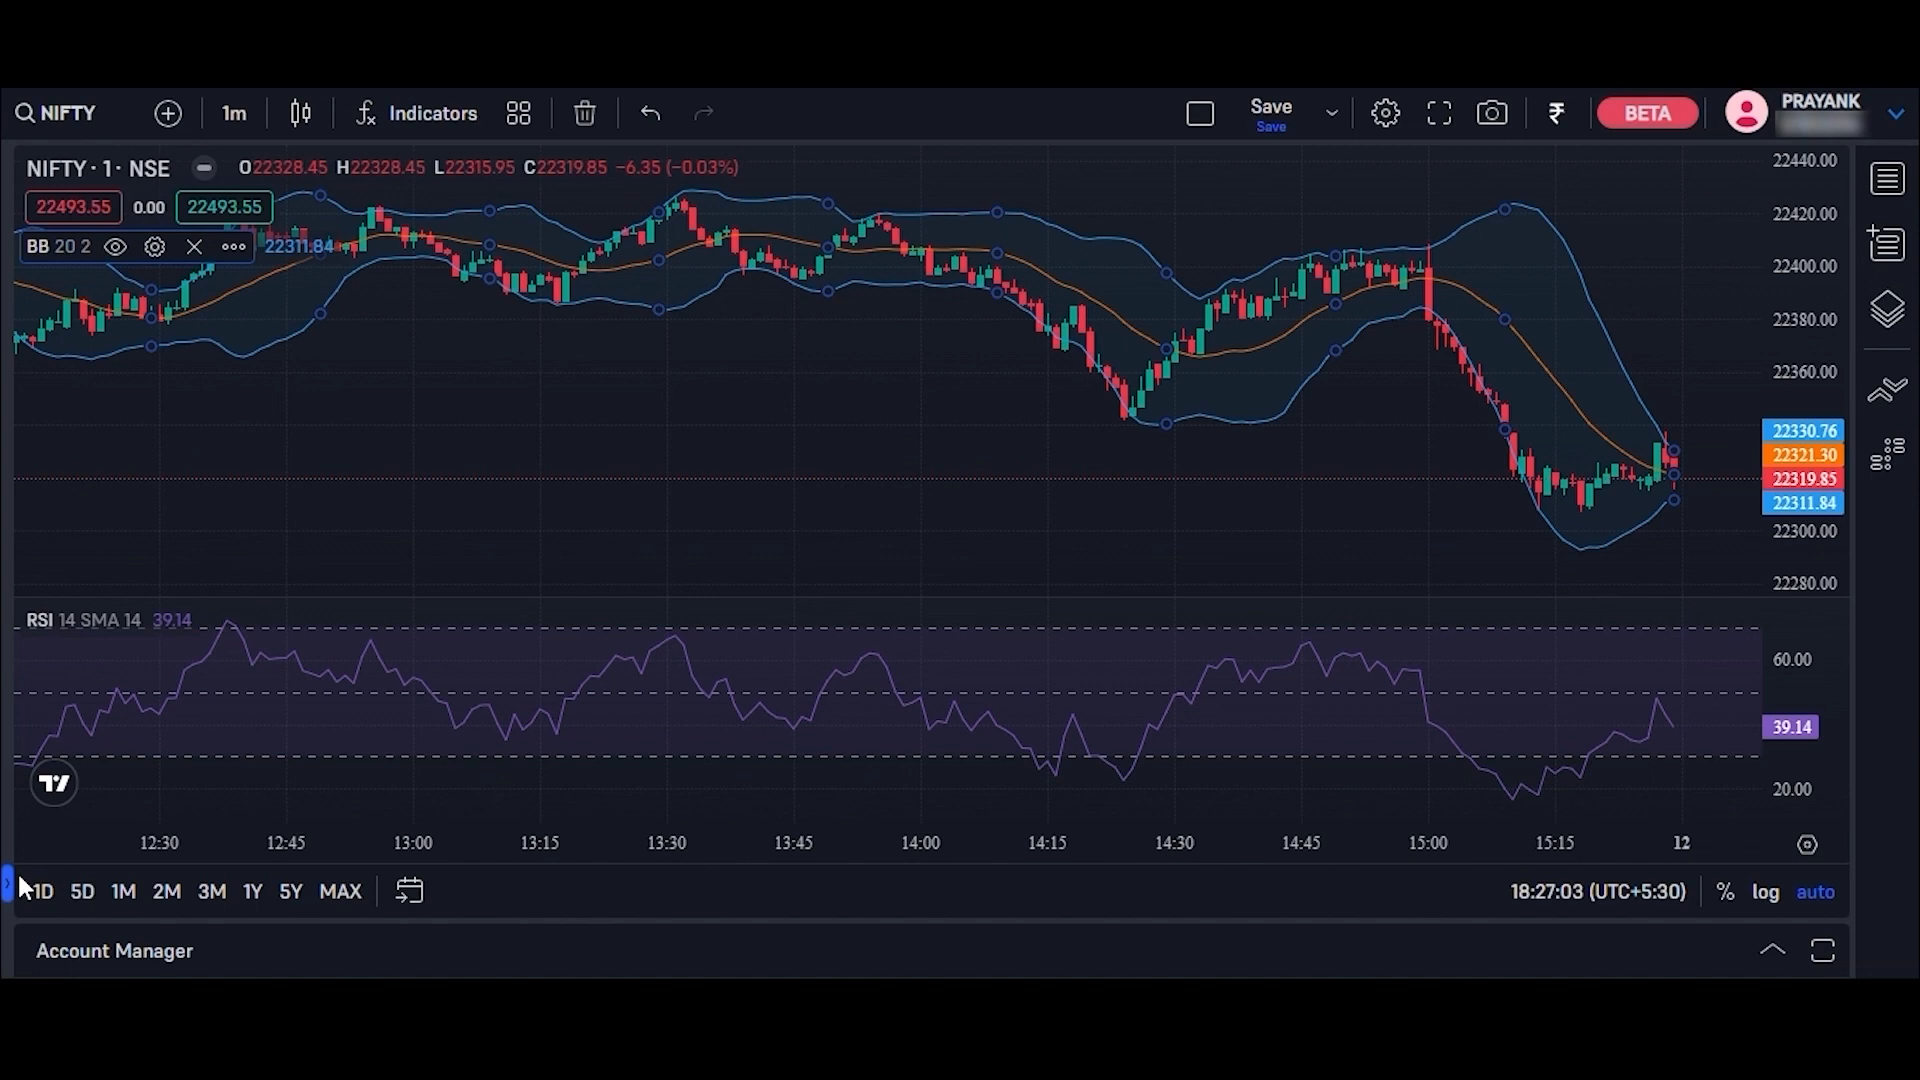 NIFTY 1m Indicators Save Save BETA PRAYANK
NIFTY · 1 · NSE O22328.45 H22328.45 L22315.95 C22319.85 −6.35 (−0.03%)
22493.55 0.00 22493.55
BB 20 2 22311.84
22440.00
22420.00
22400.00
22380.00
22360.00
22330.76
22321.30
22319.85
22311.84
22300.00
22280.00
RSI 14 SMA 14 39.14
60.00
39.14
20.00
12:30 12:45 13:00 13:15 13:30 13:45 14:00 14:15 14:30 14:45 15:00 15:15 12
1D 5D 1M 2M 3M 1Y 5Y MAX 18:27:03 (UTC+5:30) % log auto
Account Manager